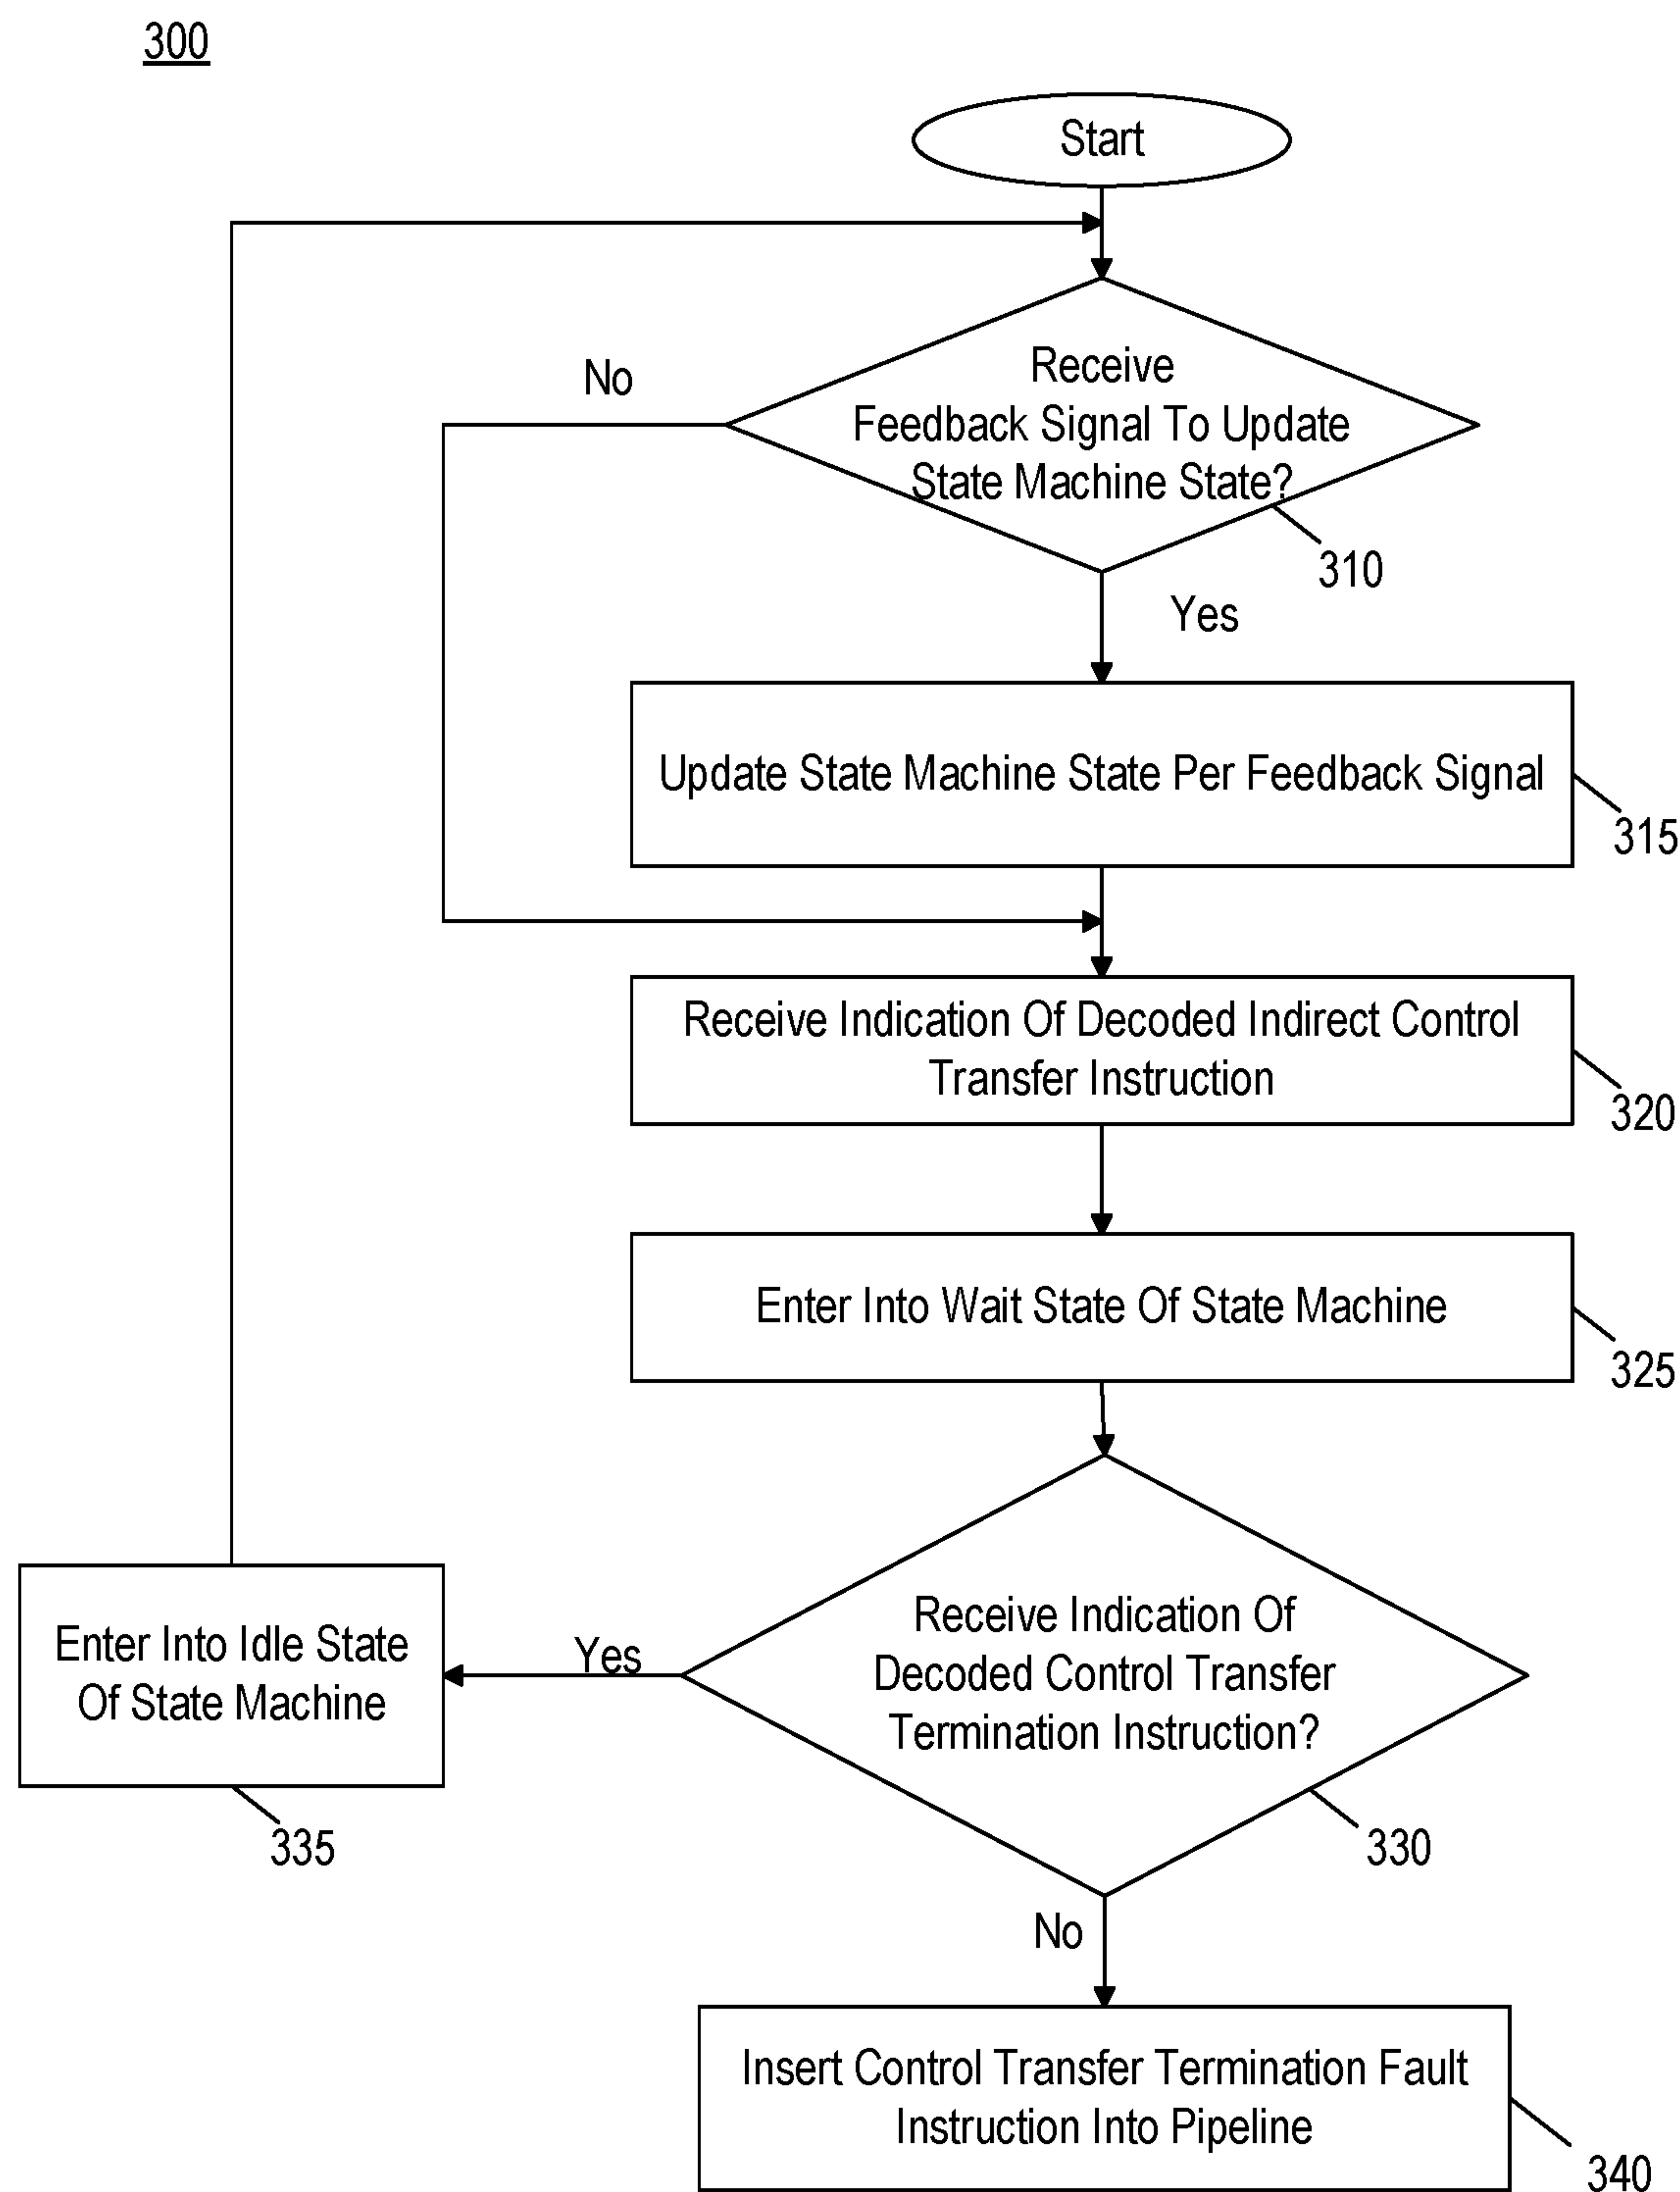 300
Start
Receive
Feedback Signal To Update
State Machine State?
No
310
Yes
Update State Machine State Per Feedback Signal
315
Receive Indication Of Decoded Indirect Control
Transfer Instruction
320
Enter Into Wait State Of State Machine
325
Receive Indication Of
Decoded Control Transfer
Termination Instruction?
330
Yes
Enter Into Idle State
Of State Machine
335
No
Insert Control Transfer Termination Fault
Instruction Into Pipeline
340